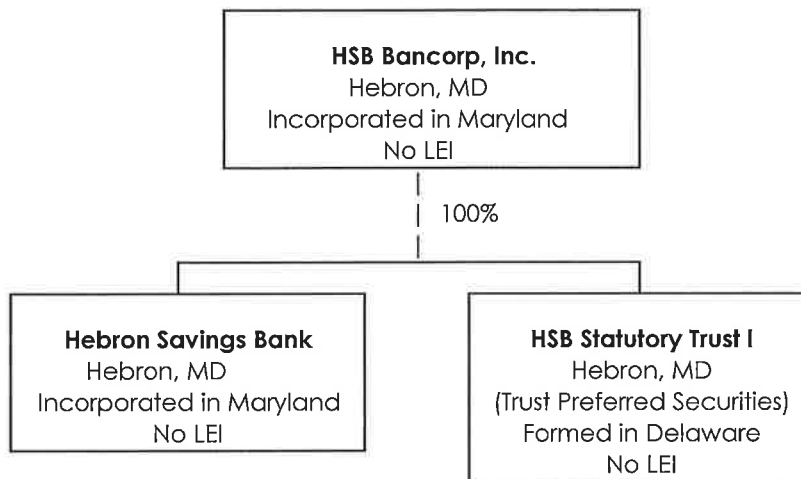 HSB Bancorp, Inc.
Hebron, MD
Incorporated in Maryland
No LEI
100%
Hebron Savings Bank
Hebron, MD
Incorporated in Maryland
No LEI
HSB Statutory Trust I
Hebron, MD
(Trust Preferred Securities)
Formed in Delaware
No LEI